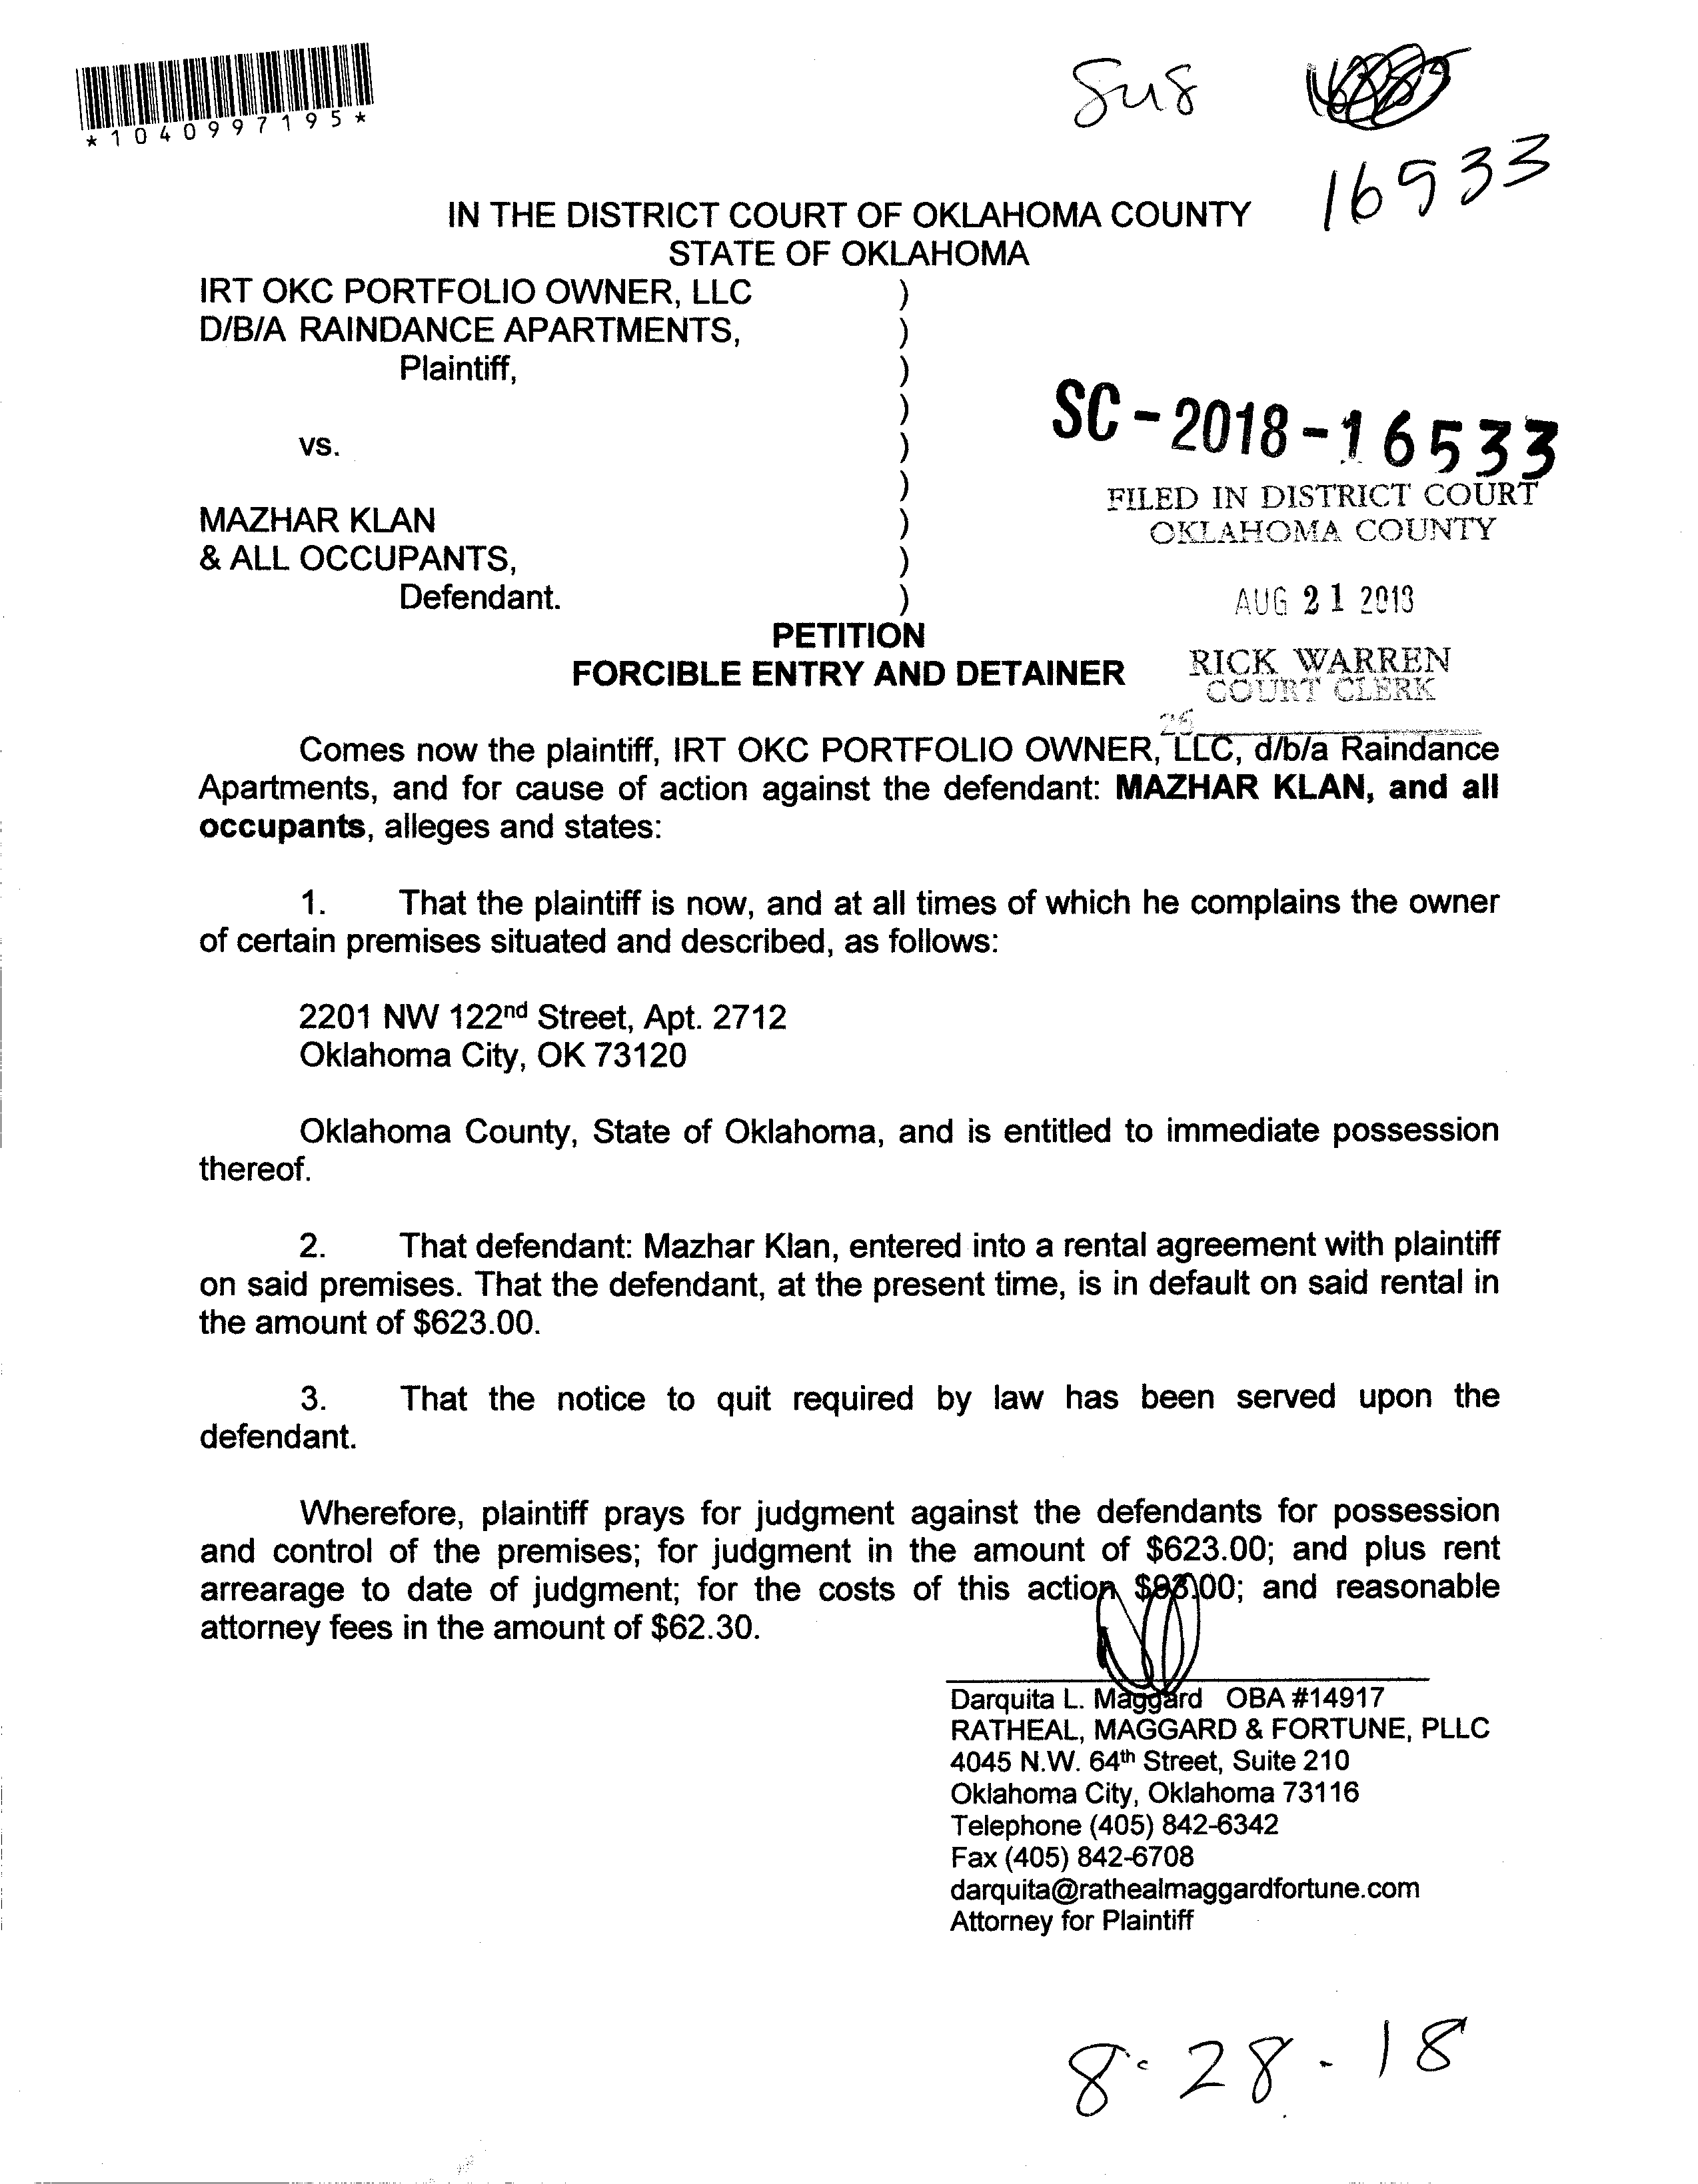 *1040997195*
16533
IN THE DISTRICT COURT OF OKLAHOMA COUNTY
STATE OF OKLAHOMA
IRT OKC PORTFOLIO OWNER, LLC )
D/B/A RAINDANCE APARTMENTS, )
Plaintiff, )
)
vs. )
)
MAZHAR KLAN )
& ALL OCCUPANTS, )
Defendant. )
SC-2018-16533
FILED IN DISTRICT COURT
OKLAHOMA COUNTY
AUG 21 2018
RICK WARREN
COURT CLERK
PETITION
FORCIBLE ENTRY AND DETAINER
Comes now the plaintiff, IRT OKC PORTFOLIO OWNER, LLC, d/b/a Raindance
Apartments, and for cause of action against the defendant: MAZHAR KLAN, and all
occupants, alleges and states:
1. That the plaintiff is now, and at all times of which he complains the owner
of certain premises situated and described, as follows:
2201 NW 122nd Street, Apt. 2712
Oklahoma City, OK 73120
Oklahoma County, State of Oklahoma, and is entitled to immediate possession
thereof.
2. That defendant: Mazhar Klan, entered into a rental agreement with plaintiff
on said premises. That the defendant, at the present time, is in default on said rental in
the amount of $623.00.
3. That the notice to quit required by law has been served upon the
defendant.
Wherefore, plaintiff prays for judgment against the defendants for possession
and control of the premises; for judgment in the amount of $623.00; and plus rent
arrearage to date of judgment; for the costs of this action and reasonable
attorney fees in the amount of $62.30.
Darquita L. Maggard OBA #14917
RATHEAL, MAGGARD & FORTUNE, PLLC
4045 N.W. 64th Street, Suite 210
Oklahoma City, Oklahoma 73116
Telephone (405) 842-6342
Fax (405) 842-6708
darquita@rathealmaggardfortune.com
Attorney for Plaintiff
8-28-18